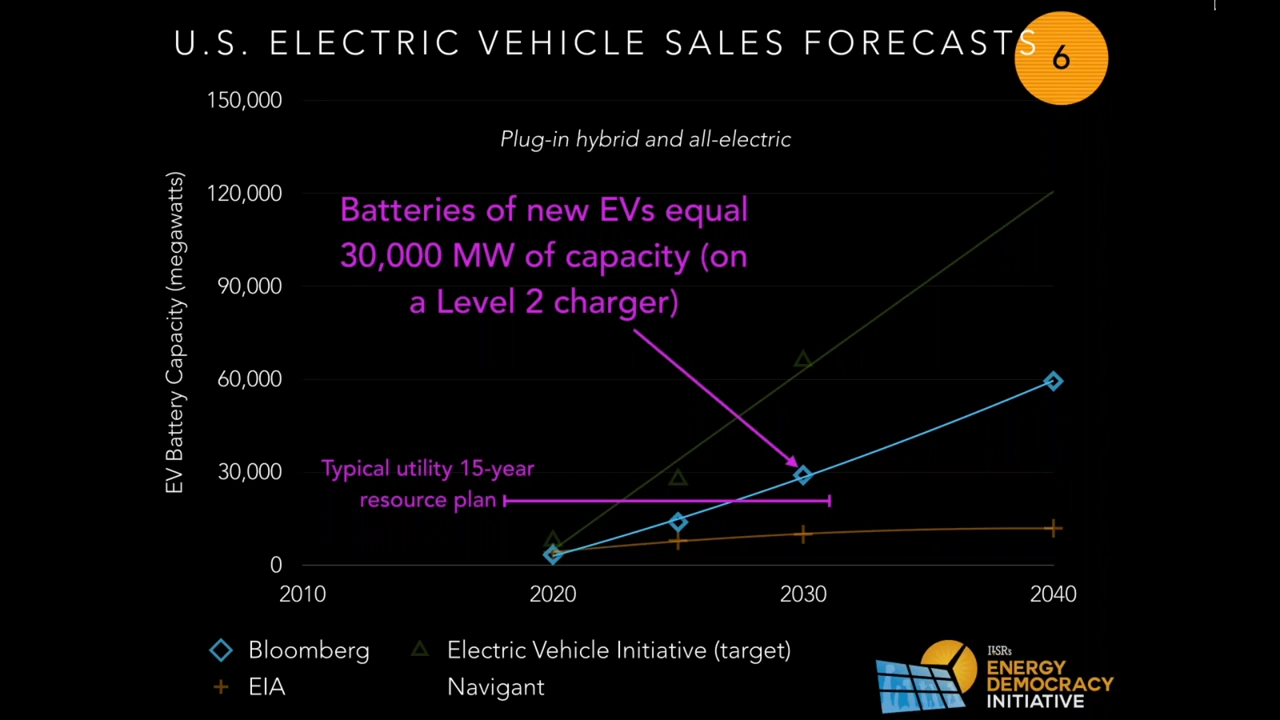 U.S. ELECTRIC VEHICLE SALES FORECASTS
6
150,000
Plug-in hybrid and all-electric
120,000
Batteries of new EVs equal
30,000 MW of capacity (on
a Level 2 charger)
90,000
60,000
EV Battery Capacity (megawatts)
30,000
Typical utility 15-year
resource plan
0
2010
2020
2030
2040
Bloomberg
Electric Vehicle Initiative (target)
EIA
Navigant
ILSR's
ENERGY
DEMOCRACY
INITIATIVE